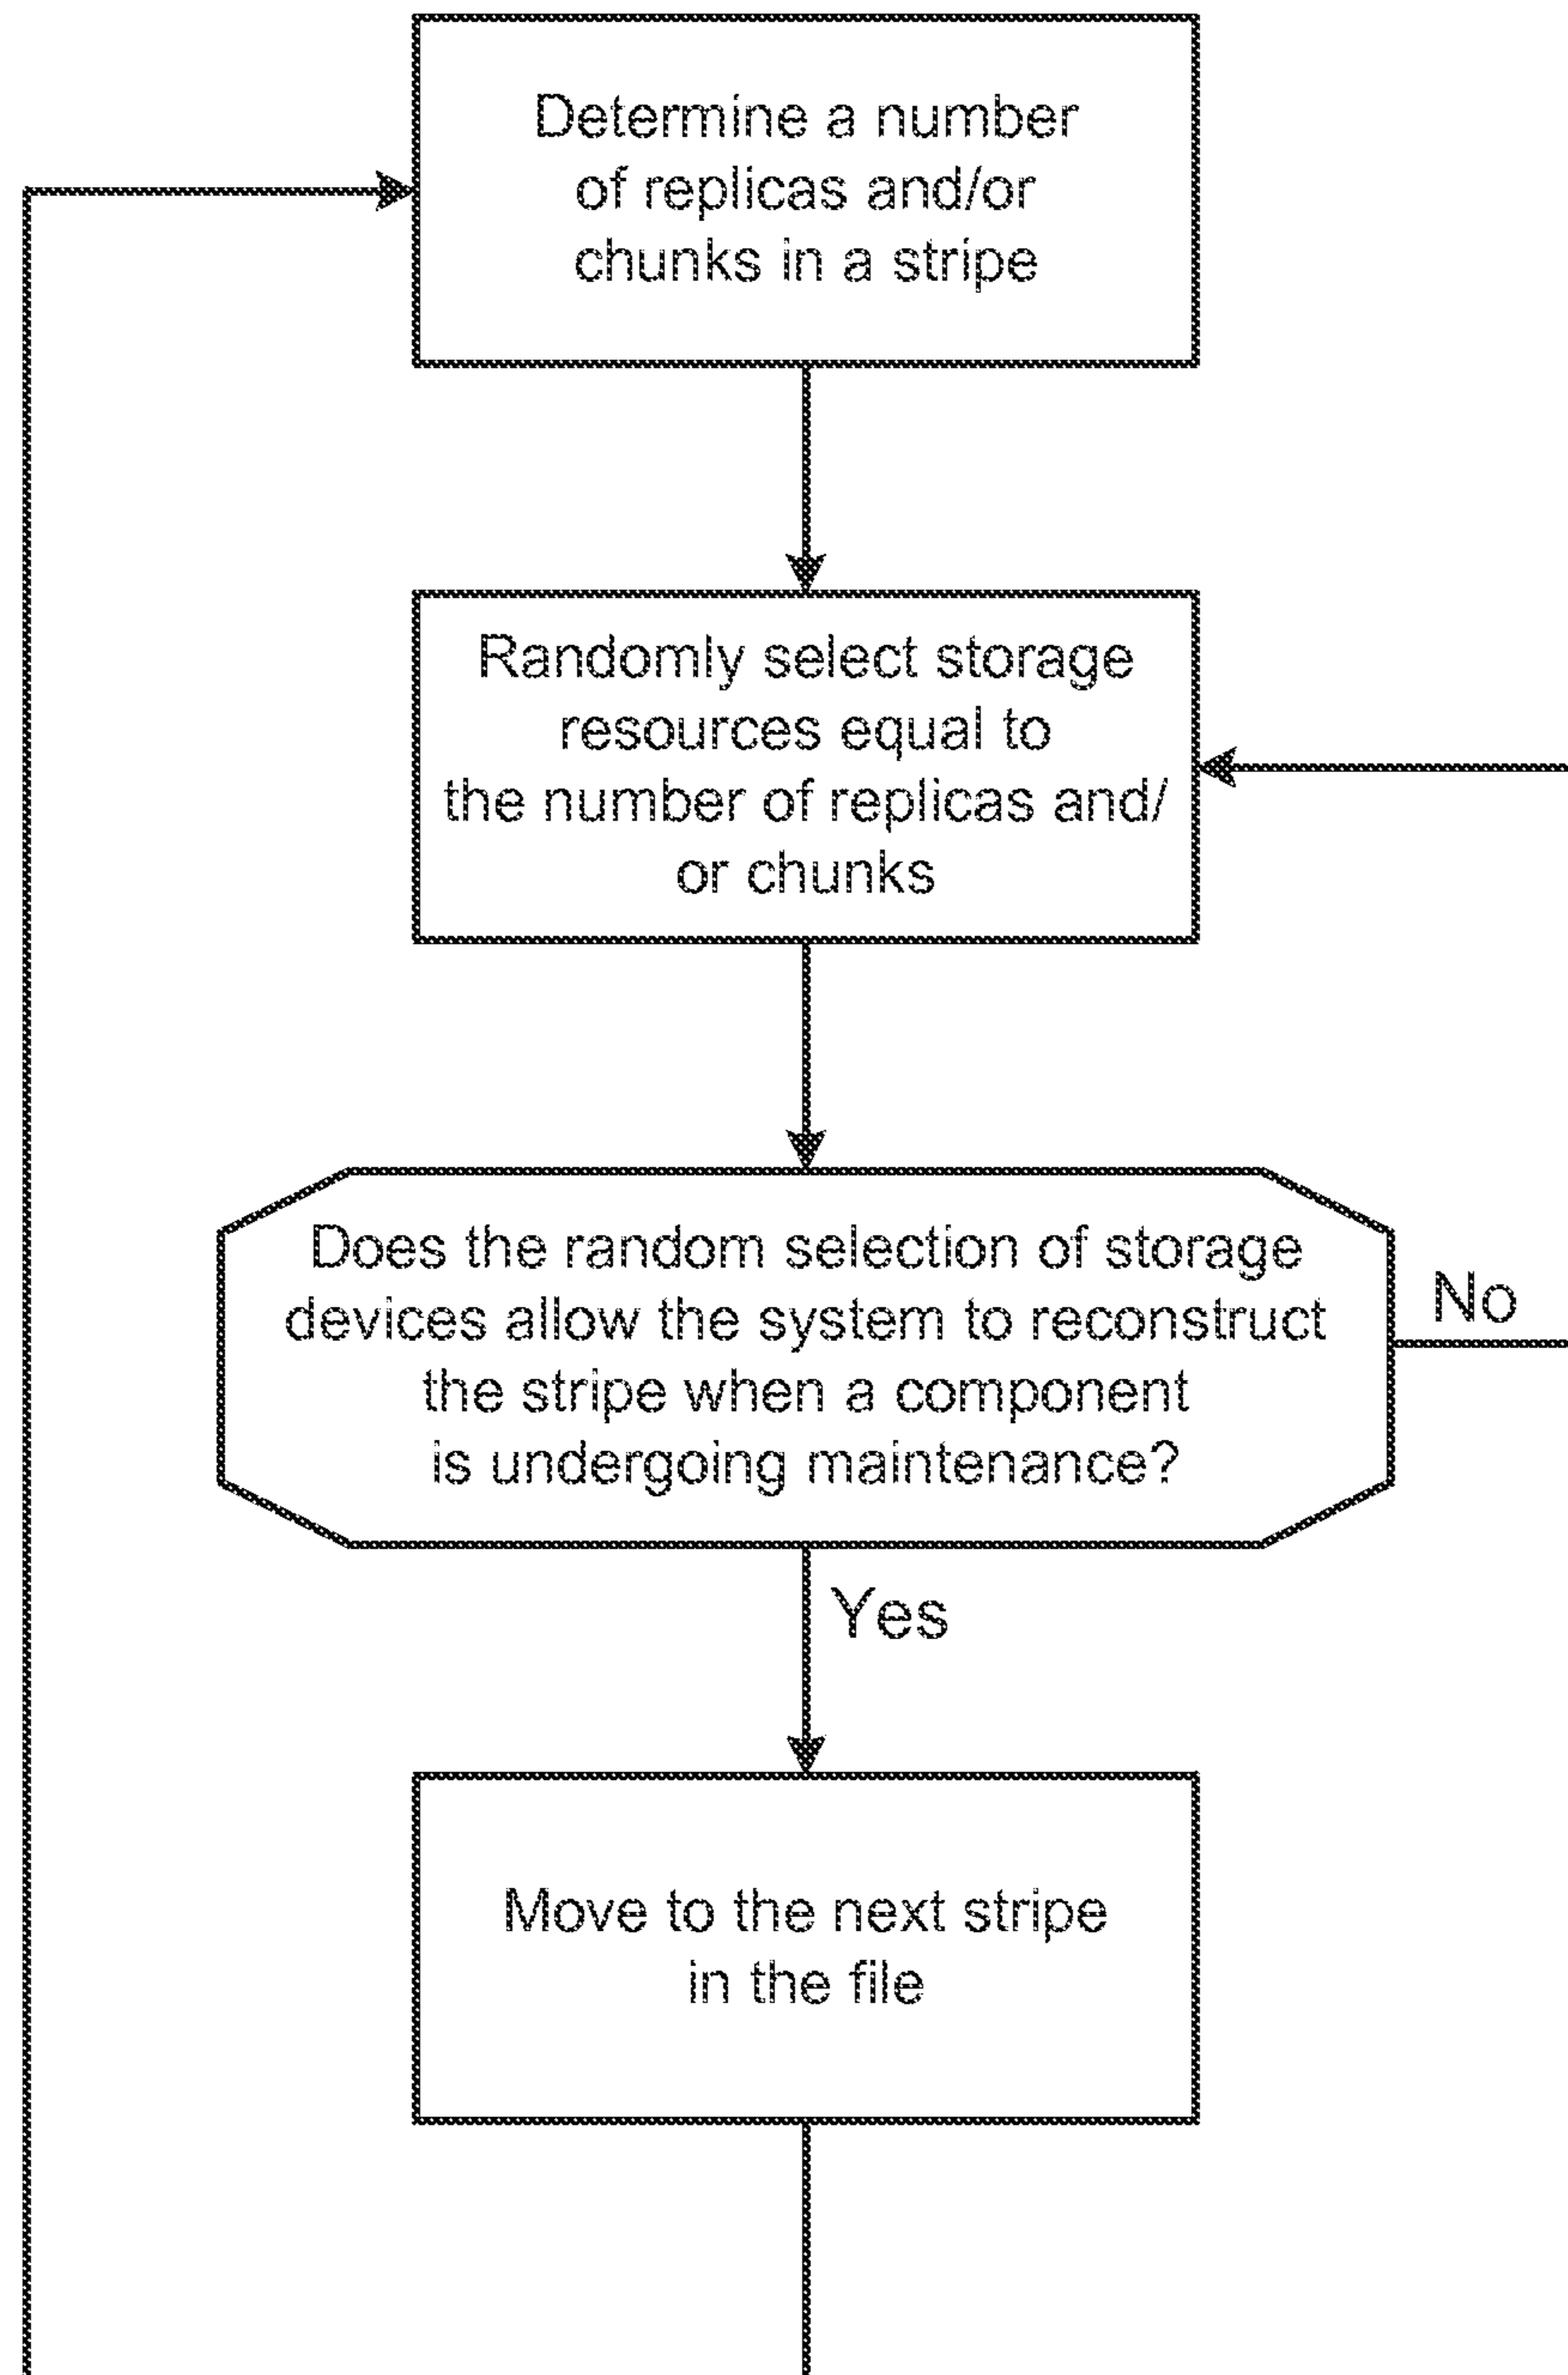 Determine a number
of replicas and/or
chunks in a stripe
Randomly select storage
resources equal to
the number of replicas and/
or chunks
Does the random selection of storage
devices allow the system to reconstruct
the stripe when a component
is undergoing maintenance?
No
Yes
Move to the next stripe
in the file